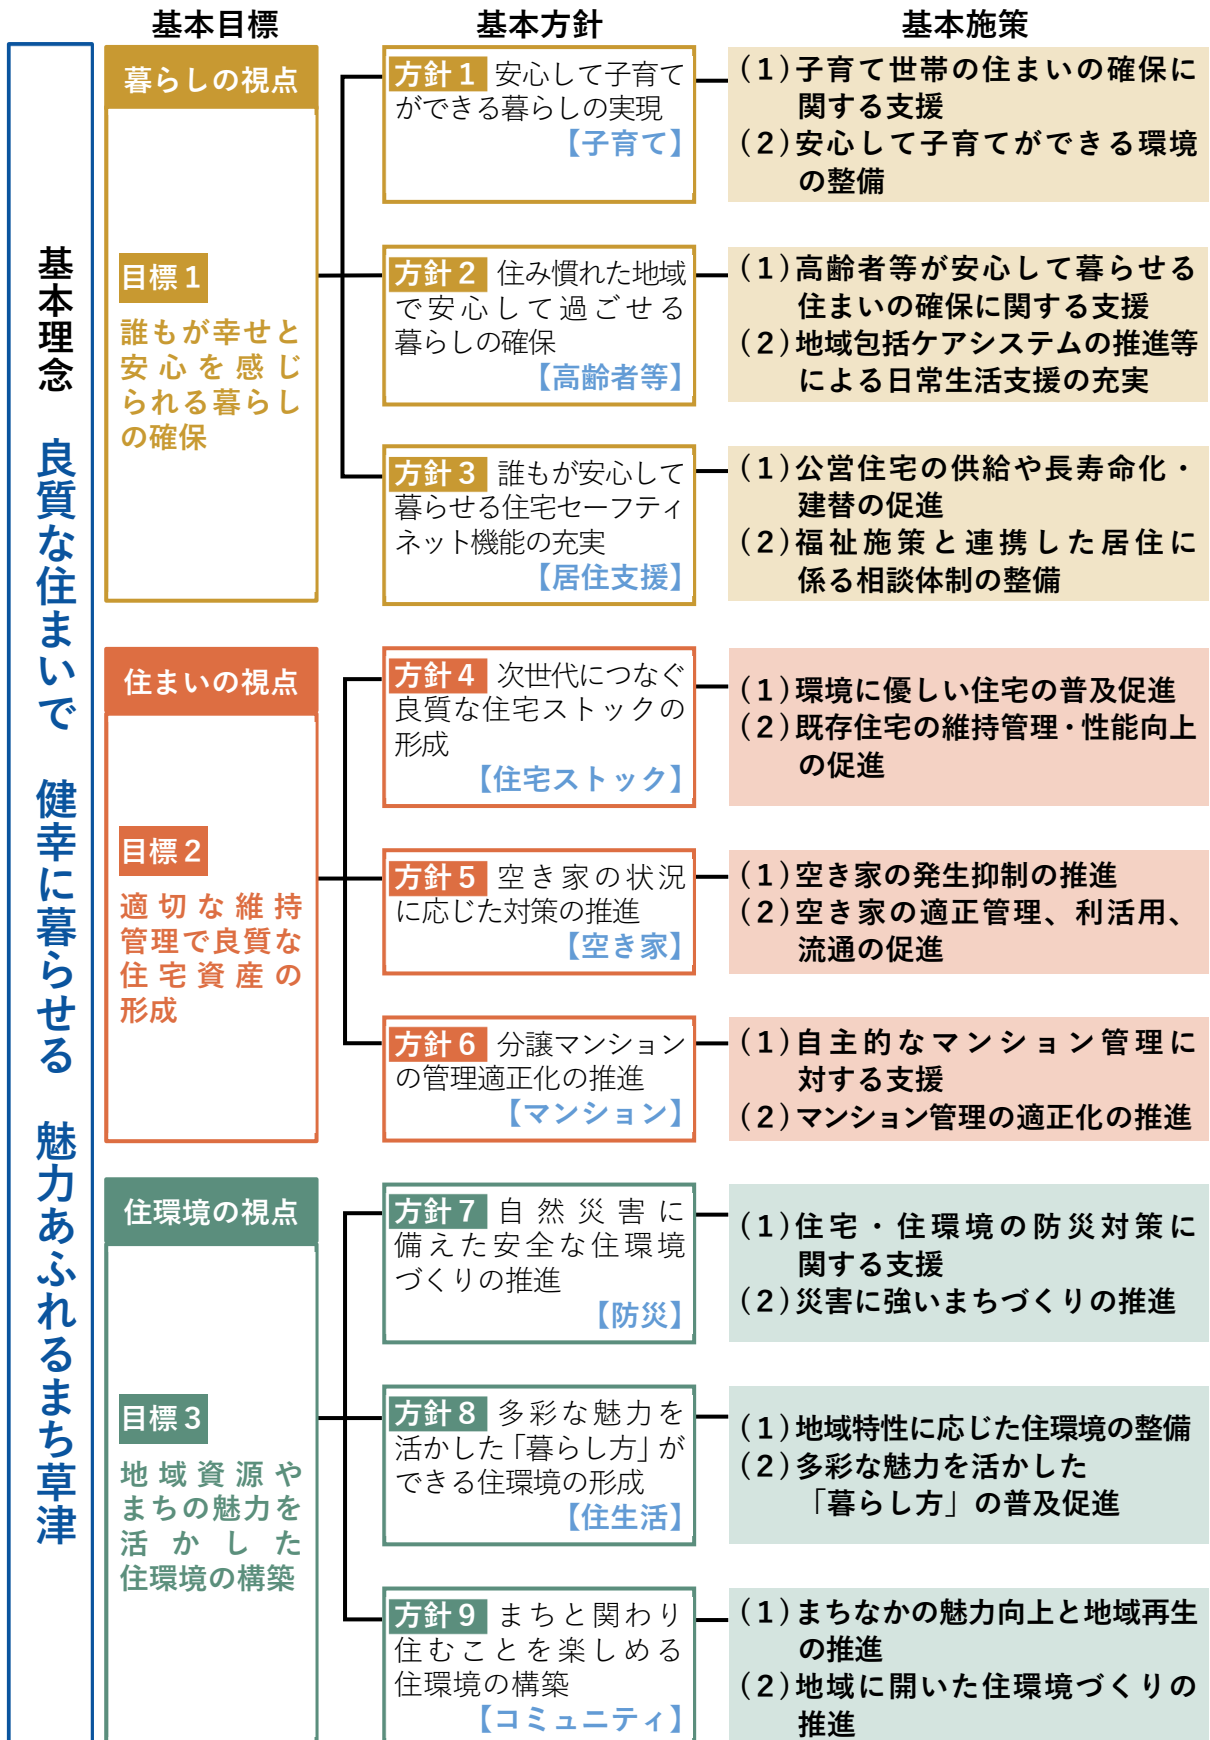 基本目標
基本方針
基本施策
基本理念　良質な住まいで　健幸に暮らせる　魅力あふれるまち草津
暮らしの視点
目標1
誰もが幸せと
安心を感じ
られる暮らし
の確保
方針1 安心して子育て
ができる暮らしの実現
【子育て】
(1)子育て世帯の住まいの確保に
関する支援
(2)安心して子育てができる環境
の整備
方針2 住み慣れた地域
で安心して過ごせる
暮らしの確保
【高齢者等】
(1)高齢者等が安心して暮らせる
住まいの確保に関する支援
(2)地域包括ケアシステムの推進等
による日常生活支援の充実
方針3 誰もが安心して
暮らせる住宅セーフティ
ネット機能の充実
【居住支援】
(1)公営住宅の供給や長寿命化・
建替の促進
(2)福祉施策と連携した居住に
係る相談体制の整備
住まいの視点
目標2
適切な維持
管理で良質な
住宅資産の
形成
方針4 次世代につなぐ
良質な住宅ストックの
形成
【住宅ストック】
(1)環境に優しい住宅の普及促進
(2)既存住宅の維持管理・性能向上
の促進
方針5 空き家の状況
に応じた対策の推進
【空き家】
(1)空き家の発生抑制の推進
(2)空き家の適正管理、利活用、
流通の促進
方針6 分譲マンション
の管理適正化の推進
【マンション】
(1)自主的なマンション管理に
対する支援
(2)マンション管理の適正化の推進
住環境の視点
目標3
地域資源や
まちの魅力を
活かした
住環境の構築
方針7 自然災害に
備えた安全な住環境
づくりの推進
【防災】
(1)住宅・住環境の防災対策に
関する支援
(2)災害に強いまちづくりの推進
方針8 多彩な魅力を
活かした「暮らし方」が
できる住環境の形成
【住生活】
(1)地域特性に応じた住環境の整備
(2)多彩な魅力を活かした
「暮らし方」の普及促進
方針9 まちと関わり
住むことを楽しめる
住環境の構築
【コミュニティ】
(1)まちなかの魅力向上と地域再生
の推進
(2)地域に開いた住環境づくりの
推進